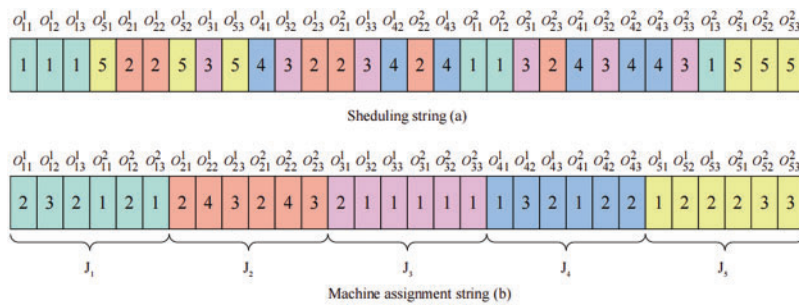 O¹₁₁ O¹₁₂ O¹₁₃ O¹₅₁ O¹₂₁ O¹₂₂ O¹₅₂ O¹₃₁ O¹₅₃ O¹₄₁ O¹₃₂ O¹₂₃ O²₂₁ O¹₃₃ O¹₄₂ O²₂₂ O¹₄₃ O²₁₁ O²₁₂ O²₃₁ O²₂₃ O²₄₁ O²₃₂ O²₄₂ O²₄₃ O²₃₃ O²₁₃ O²₅₁ O²₅₂ O²₅₃
1 1 1 5 2 2 5 3 5 4 3 2 2 3 4 2 4 1 1 3 2 4 3 4 4 3 1 5 5 5
Sheduling string (a)
O¹₁₁ O¹₁₂ O¹₁₃ O²₁₁ O²₁₂ O²₁₃ O¹₂₁ O¹₂₂ O¹₂₃ O²₂₁ O²₂₂ O²₂₃ O¹₃₁ O¹₃₂ O¹₃₃ O²₃₁ O²₃₂ O²₃₃ O¹₄₁ O¹₄₂ O¹₄₃ O²₄₁ O²₄₂ O²₄₃ O¹₅₁ O¹₅₂ O¹₅₃ O²₅₁ O²₅₂ O²₅₃
2 3 2 1 2 1 2 4 3 2 4 3 2 1 1 1 1 1 1 3 2 1 2 2 1 2 2 2 3 3
J₁ J₂ J₃ J₄ J₅
Machine assignment string (b)